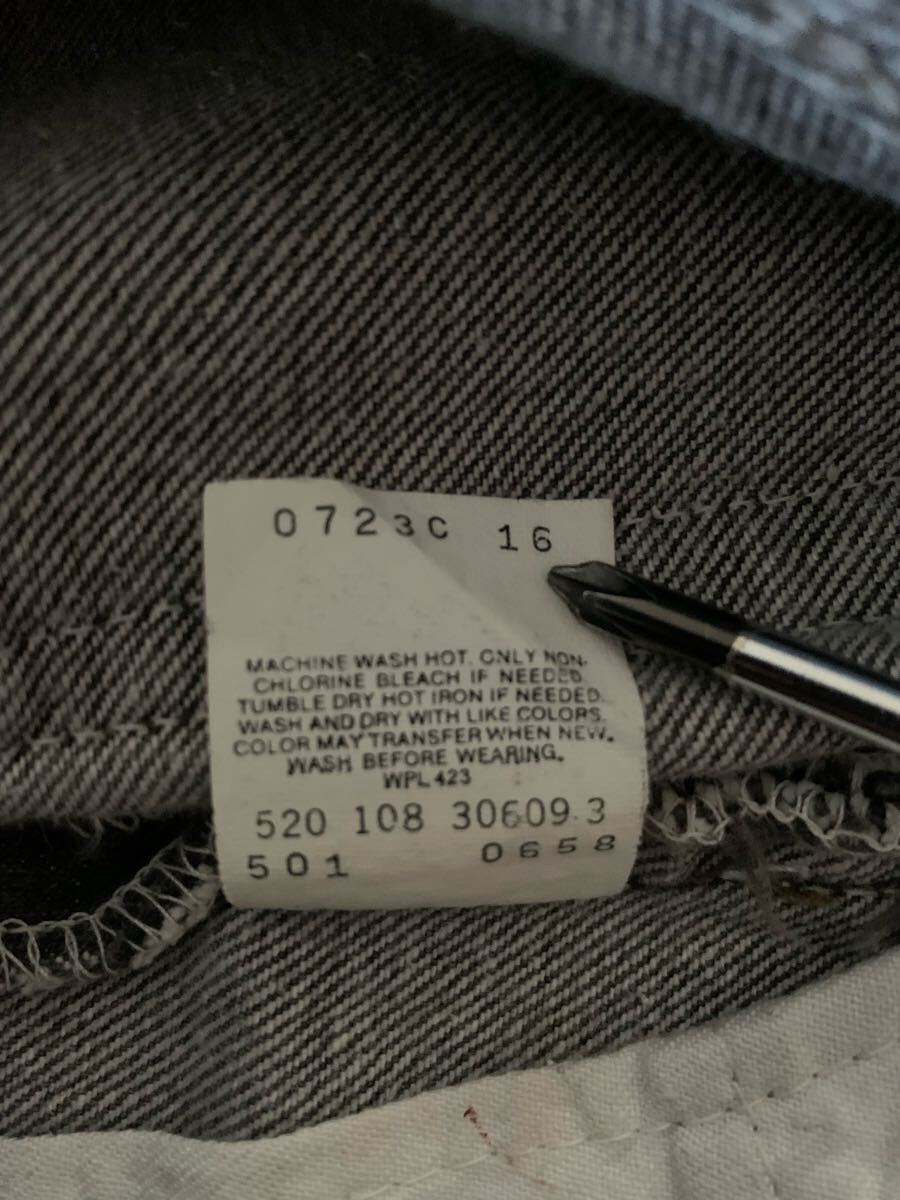 0723C 16
MACHINE WASH HOT. ONLY NON-
CHLORINE BLEACH IF NEEDED.
TUMBLE DRY HOT IRON IF NEEDED.
WASH AND DRY WITH LIKE COLORS.
COLOR MAY TRANSFER WHEN NEW.
WASH BEFORE WEARING.
WPL 423
520 108 30609.3
501 0658